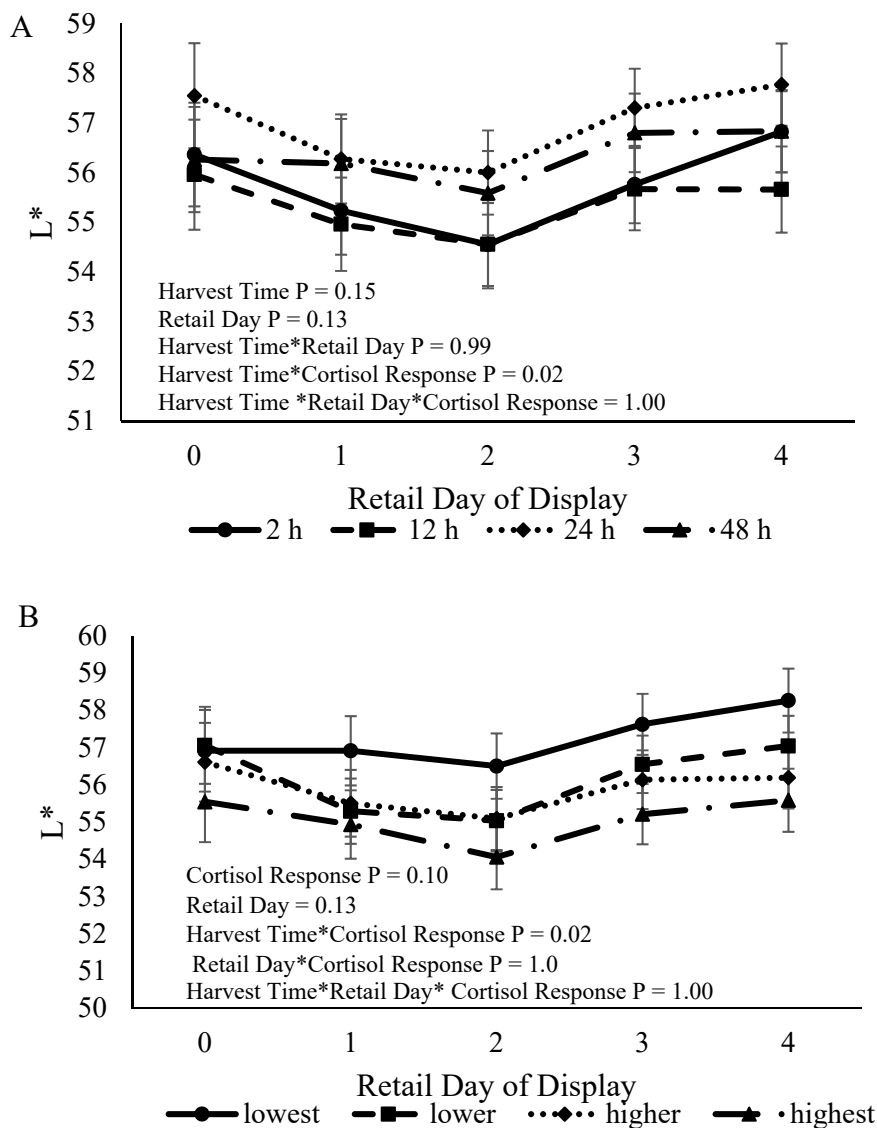 A
59
58
57
56
55
54
53
52
51
L*
Harvest Time P = 0.15
Retail Day P = 0.13
Harvest Time*Retail Day P = 0.99
Harvest Time*Cortisol Response P = 0.02
Harvest Time *Retail Day*Cortisol Response = 1.00
0 1 2 3 4
Retail Day of Display
2 h 12 h 24 h 48 h
B
60
59
58
57
56
55
54
53
52
51
50
L*
Cortisol Response P = 0.10
Retail Day = 0.13
Harvest Time*Cortisol Response P = 0.02
Retail Day*Cortisol Response P = 1.0
Harvest Time*Retail Day* Cortisol Response P = 1.00
0 1 2 3 4
Retail Day of Display
lowest lower higher highest